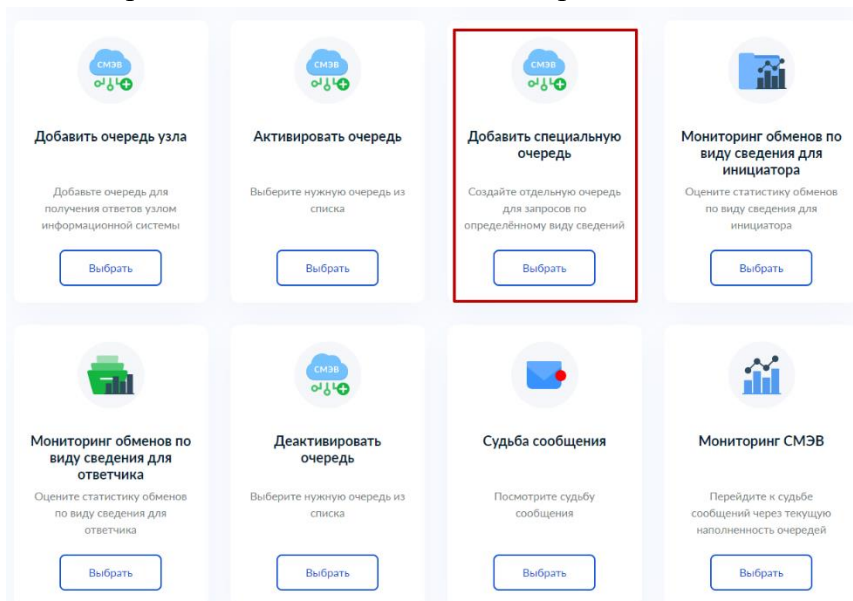 СМЭВ
СМЭВ
СМЭВ
Добавить очередь узла
Активировать очередь
Добавить специальную
очередь
Мониторинг обменов по
виду сведения для
инициатора
Добавьте очередь для
получения ответов узлом
информационной системы
Выберите нужную очередь из
списка
Создайте отдельную очередь
для запросов по
определённому виду сведений
Оцените статистику обменов
по виду сведения для
инициатора
Выбрать
Выбрать
Выбрать
Выбрать
СМЭВ
Мониторинг обменов по
виду сведения для
ответчика
Деактивировать
очередь
Судьба сообщения
Мониторинг СМЭВ
Оцените статистику обменов
по виду сведения для
ответчика
Выберите нужную очередь из
списка
Посмотрите судьбу
сообщения
Перейдите к судьбе
сообщений через текущую
наполненность очередей
Выбрать
Выбрать
Выбрать
Выбрать